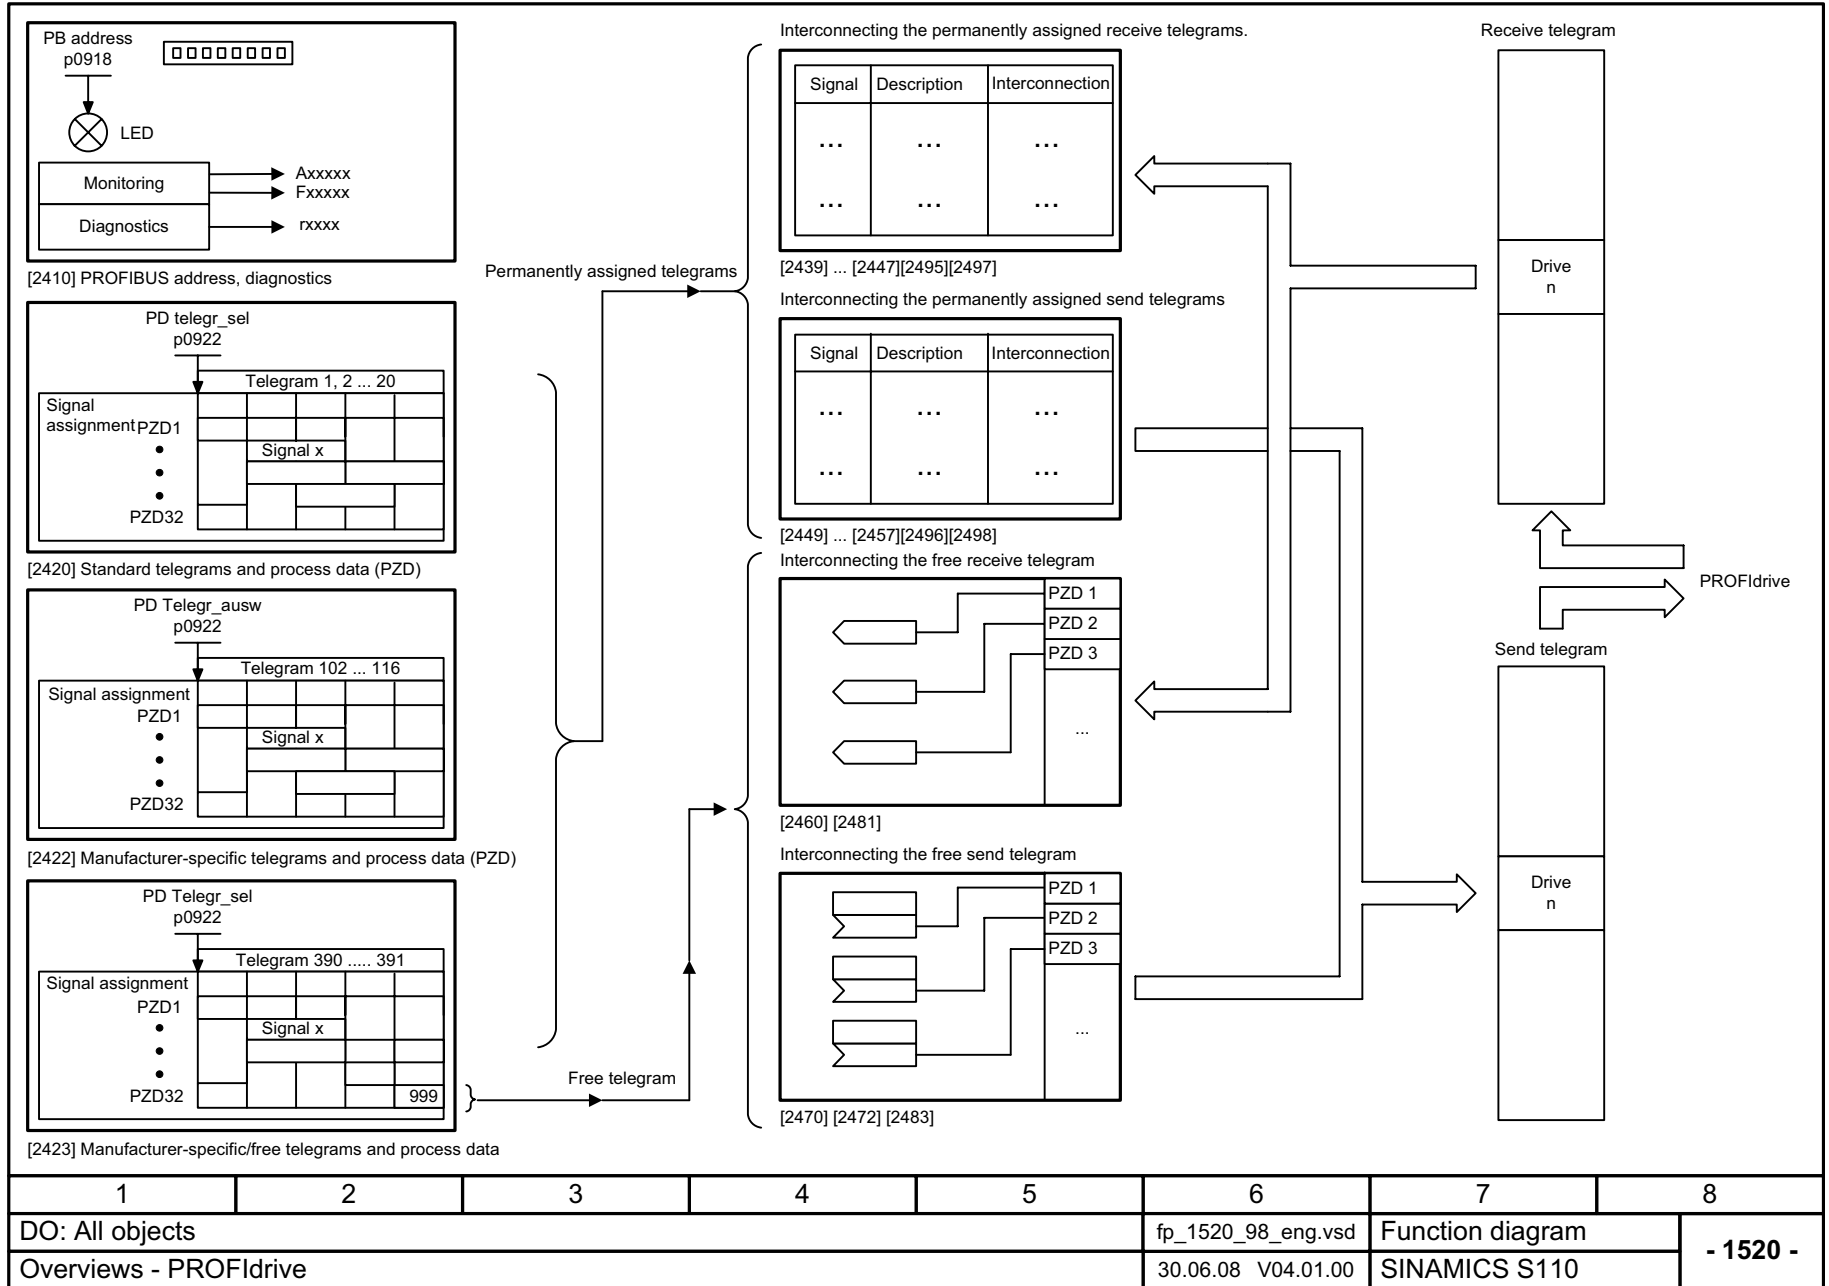 PB address
p0918
LED
Monitoring
Axxxxx
Fxxxxx
Diagnostics
rxxxx
[2410] PROFIBUS address, diagnostics
PD telegr_sel
p0922
Telegram 1, 2 ... 20
Signal
assignment
PZD1
Signal x
PZD32
[2420] Standard telegrams and process data (PZD)
PD Telegr_ausw
p0922
Telegram 102 ... 116
Signal assignment
PZD1
Signal x
PZD32
[2422] Manufacturer-specific telegrams and process data (PZD)
PD Telegr_sel
p0922
Telegram 390 ..... 391
Signal assignment
PZD1
Signal x
PZD32
999
[2423] Manufacturer-specific/free telegrams and process data
Permanently assigned telegrams
Free telegram
Interconnecting the permanently assigned receive telegrams.
Signal Description Interconnection
... ... ...
... ... ...
[2439] ... [2447][2495][2497]
Interconnecting the permanently assigned send telegrams
Signal Description Interconnection
... ... ...
... ... ...
[2449] ... [2457][2496][2498]
Interconnecting the free receive telegram
PZD 1
PZD 2
PZD 3
...
[2460] [2481]
Interconnecting the free send telegram
PZD 1
PZD 2
PZD 3
...
[2470] [2472] [2483]
Receive telegram
Drive
n
PROFIdrive
Send telegram
Drive
n
1 2 3 4 5 6 7 8
DO: All objects
fp_1520_98_eng.vsd
Function diagram
- 1520 -
Overviews - PROFIdrive
30.06.08 V04.01.00
SINAMICS S110